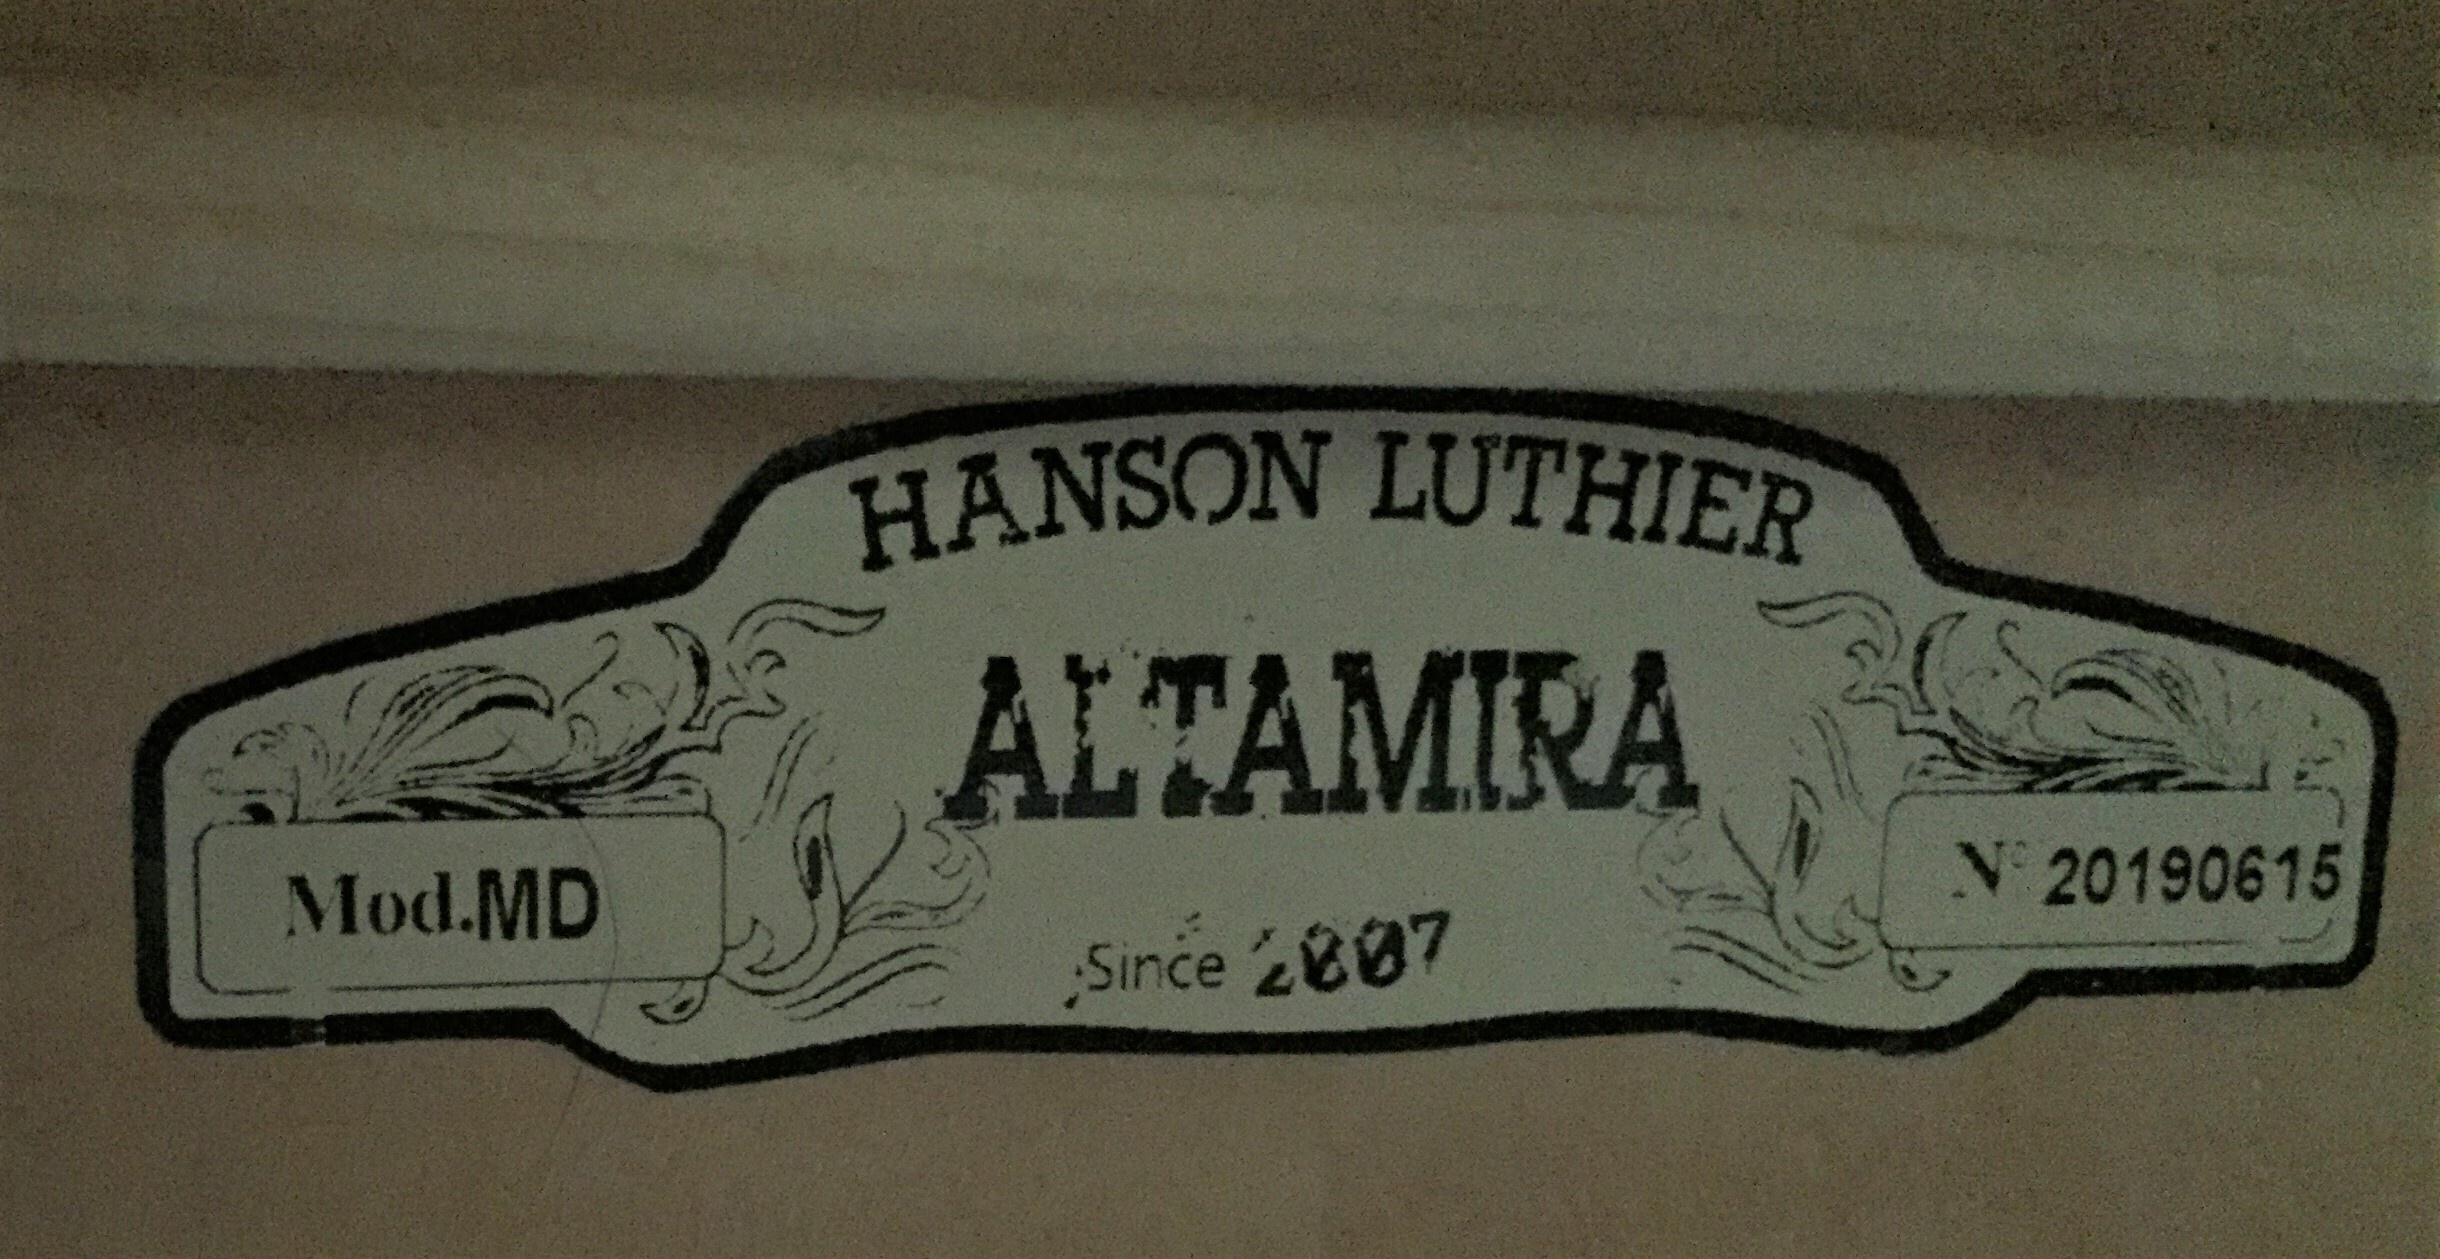 HANSON LUTHIER
ALTAMIRA
Mod.MD
N° 20190615
Since 2007